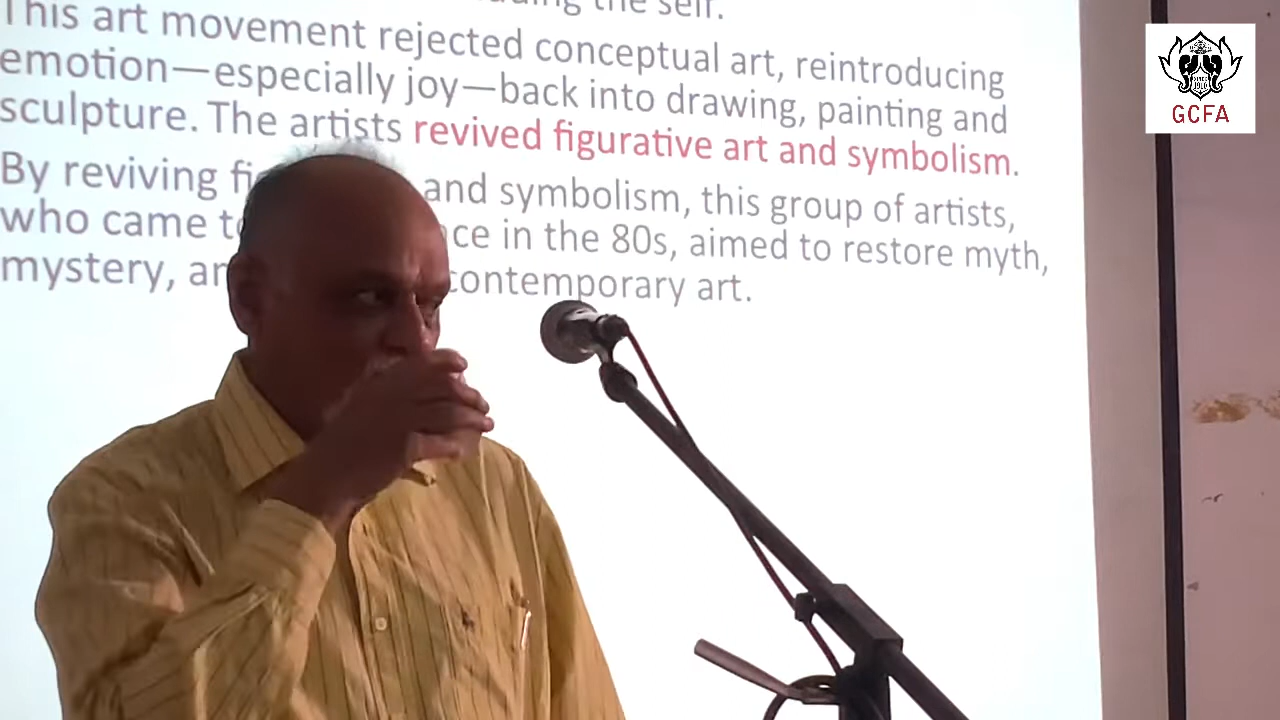 the self.
This art movement rejected conceptual art, reintroducing
emotion—especially joy—back into drawing, painting and
sculpture. The artists revived figurative art and symbolism.
By reviving and symbolism, this group of artists,
who came in the 80s, aimed to restore myth,
mystery, contemporary art.
GCFA